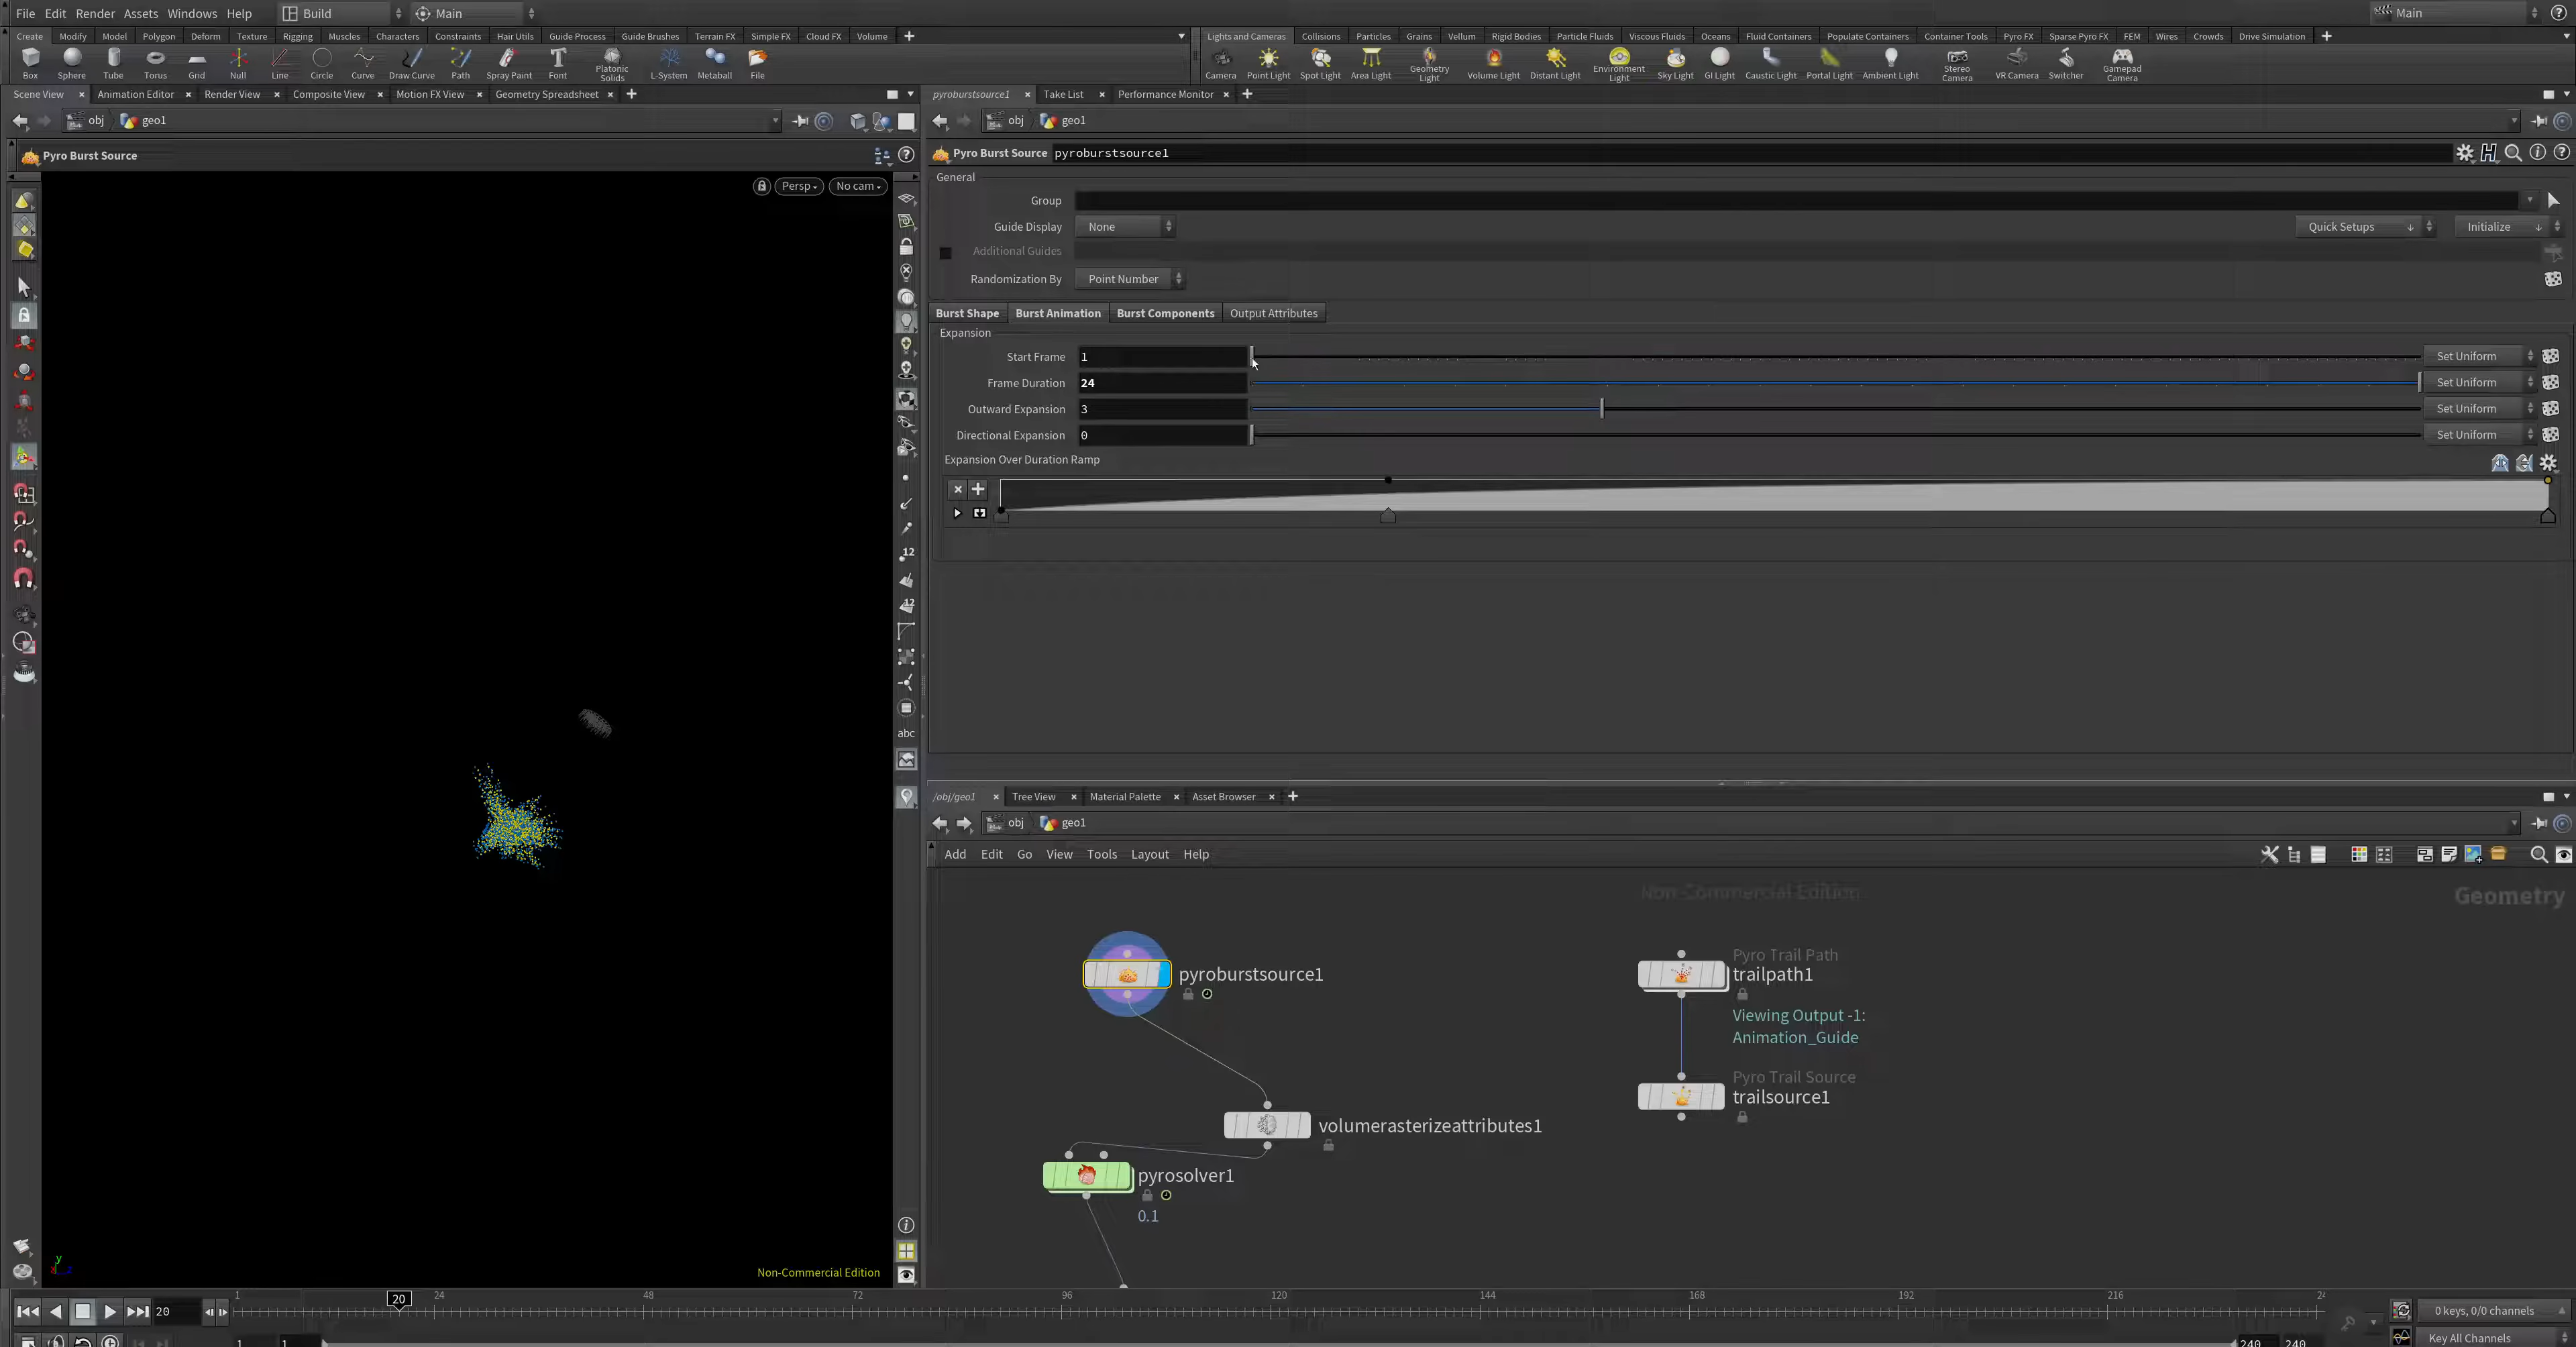 File Edit Render Assets Windows Help Build Main Main
Create Modify Model Polygon Deform Texture Rigging Muscles Characters Constraints Hair Utils Guide Process Guide Brushes Terrain FX Simple FX Cloud FX Volume
Lights and Cameras Collisions Particles Grains Vellum Rigid Bodies Particle Fluids Viscous Fluids Oceans Fluid Containers Populate Containers Container Tools Pyro FX Sparse Pyro FX FEM Wires Crowds Drive Simulation
Box Sphere Tube Torus Grid Null Line Circle Curve Draw Curve Path Spray Paint Font Platonic Solids L-System Metaball File
Camera Point Light Spot Light Area Light Geometry Light Volume Light Distant Light Environment Light Sky Light GI Light Caustic Light Portal Light Ambient Light Stereo Camera VR Camera Switcher Gamepad Camera
Scene View Animation Editor Render View Composite View Motion FX View Geometry Spreadsheet
pyroburstsource1 Take List Performance Monitor
obj geo1
obj geo1
Pyro Burst Source
Persp No cam
Pyro Burst Source pyroburstsource1
General
Group
Guide Display None Quick Setups Initialize
Additional Guides
Randomization By Point Number
Burst Shape Burst Animation Burst Components Output Attributes
Expansion
Start Frame 1 Set Uniform
Frame Duration 24 Set Uniform
Outward Expansion 3 Set Uniform
Directional Expansion 0 Set Uniform
Expansion Over Duration Ramp
12
12
abc
/obj/geo1 Tree View Material Palette Asset Browser
obj geo1
Add Edit Go View Tools Layout Help
Non-Commercial Edition
Geometry
pyroburstsource1
Pyro Trail Path
trailpath1
Viewing Output -1:
Animation_Guide
Pyro Trail Source
trailsource1
volumerasterizeattributes1
pyrosolver1
0.1
y
Non-Commercial Edition
20 1 20 24 48 72 96 120 144 168 192 216
0 keys, 0/0 channels
1 1 240 240
Key All Channels